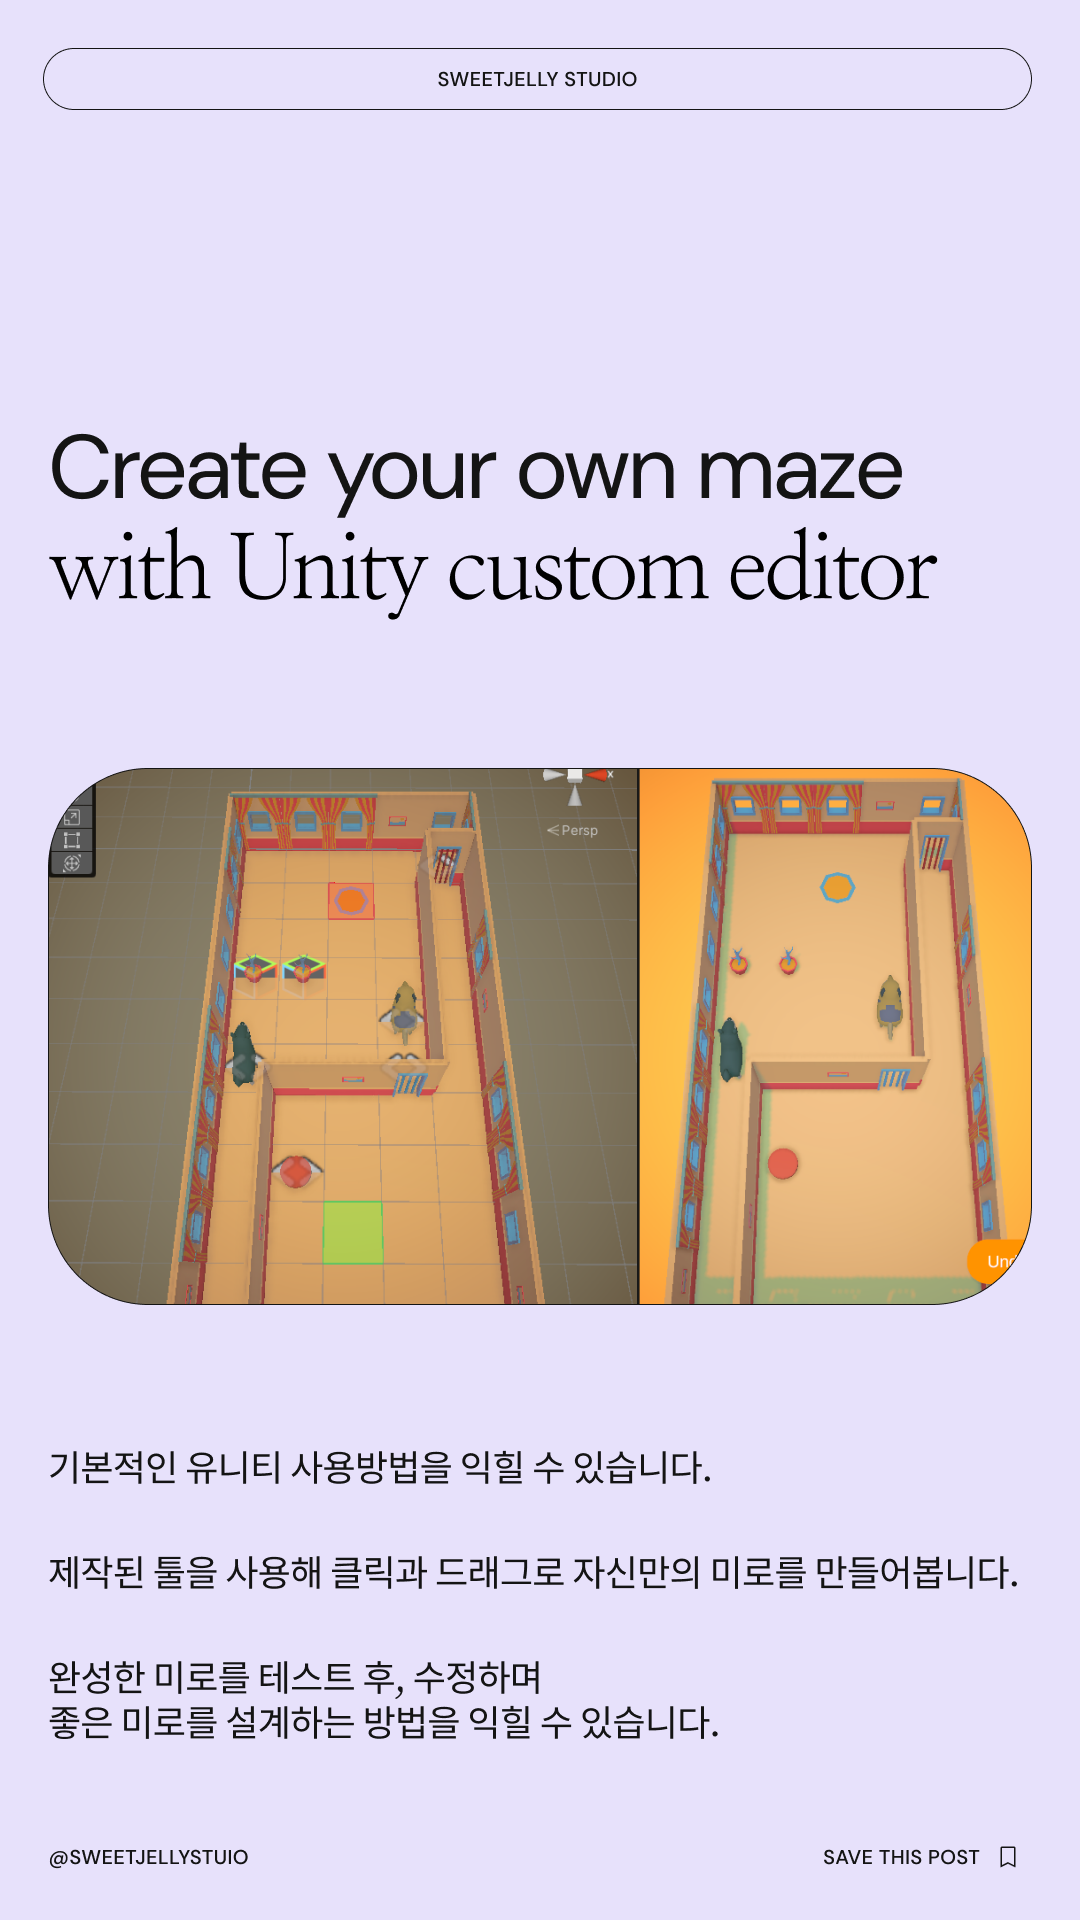 SWEETJELLY STUDIO
Create your own maze
with Unity custom editor
x
Persp
기본적인 유니티 사용방법을 익힐 수 있습니다.
제작된 툴을 사용해 클릭과 드래그로 자신만의 미로를 만들어봅니다.
완성한 미로를 테스트 후, 수정하며
좋은 미로를 설계하는 방법을 익힐 수 있습니다.
@SWEETJELLYSTUIO
SAVE THIS POST